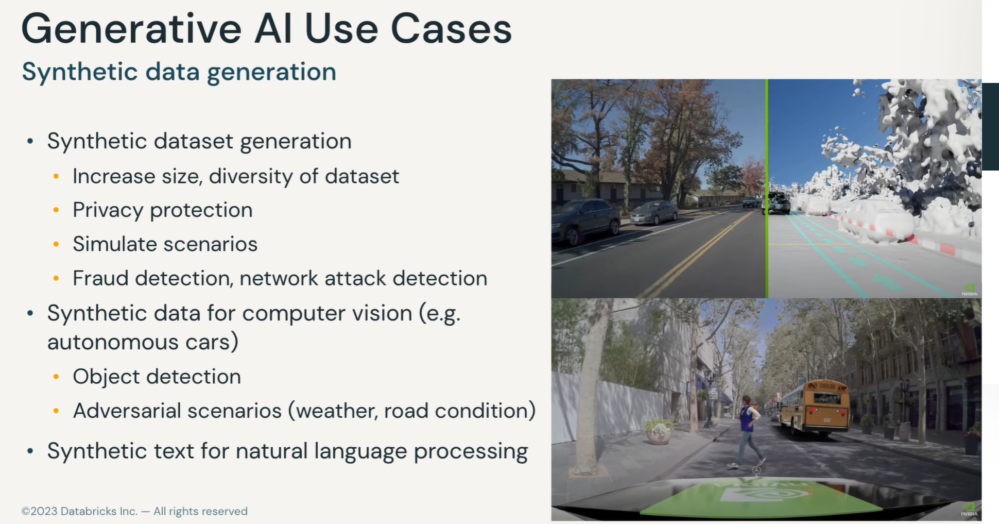 Generative AI Use Cases
Synthetic data generation
• Synthetic dataset generation
• Increase size, diversity of dataset
• Privacy protection
• Simulate scenarios
• Fraud detection, network attack detection
• Synthetic data for computer vision (e.g.
autonomous cars)
• Object detection
• Adversarial scenarios (weather, road condition)
• Synthetic text for natural language processing
NVIDIA
SCHOOL BUS
20
NVIDIA
NVIDIA
©2023 Databricks Inc. — All rights reserved